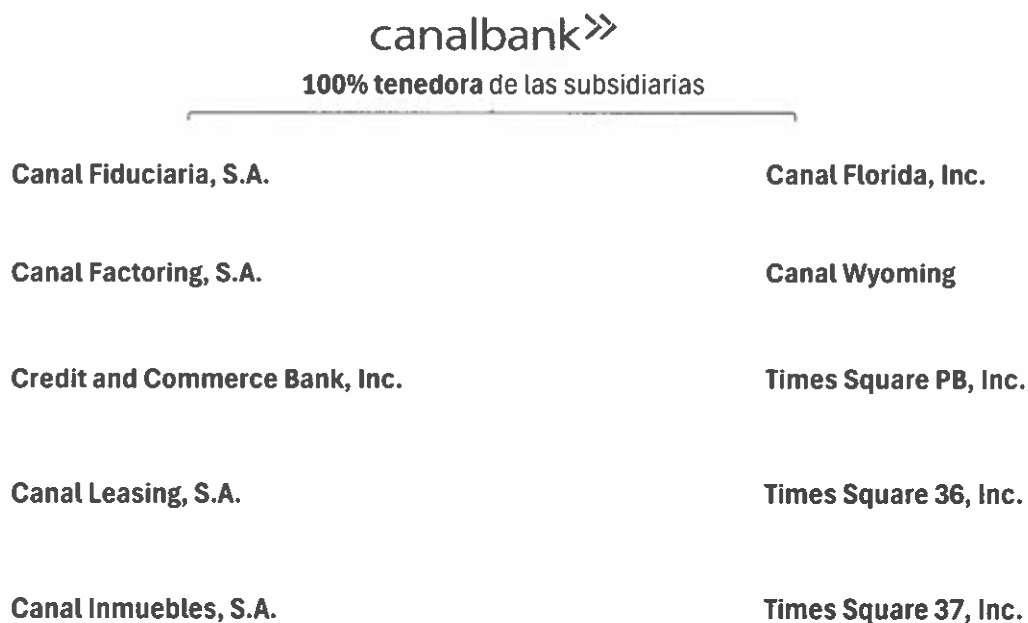 canalbank
100% tenedora de las subsidiarias
Canal Fiduciaria, S.A.
Canal Florida, Inc.
Canal Factoring, S.A.
Canal Wyoming
Credit and Commerce Bank, Inc.
Times Square PB, Inc.
Canal Leasing, S.A.
Times Square 36, Inc.
Canal Inmuebles, S.A.
Times Square 37, Inc.